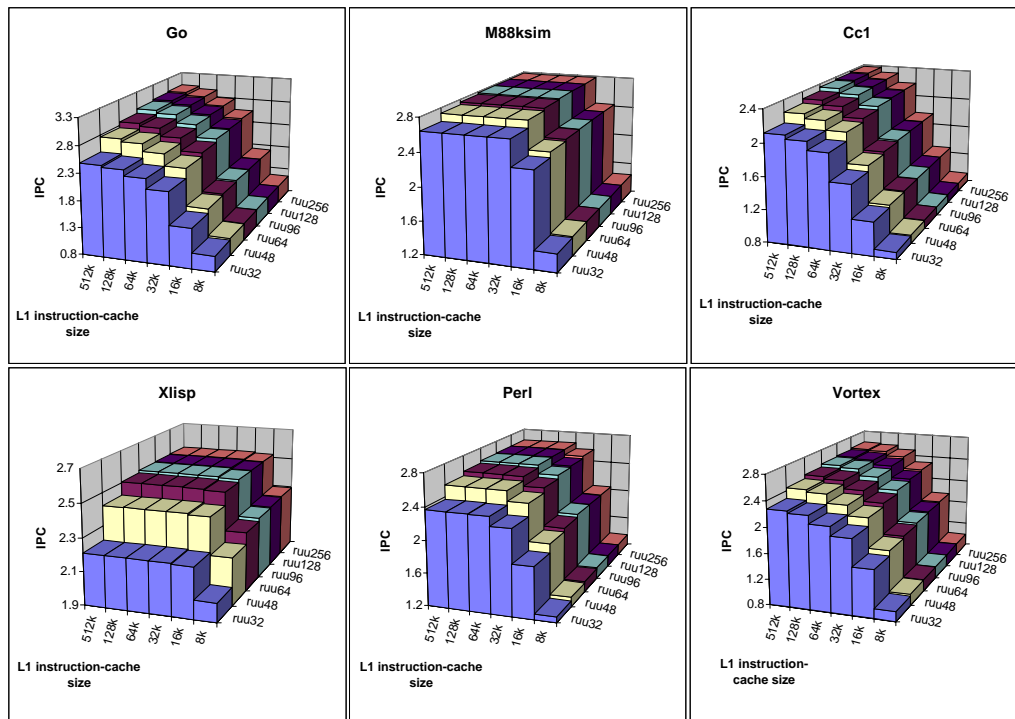 Go
3.3
2.8
2.3
1.8
1.3
0.8
IPC
512k
128k
64k
32k
16k
8k
ruu32
ruu48
ruu64
ruu96
ruu128
ruu256
L1 instruction-cache
size
M88ksim
2.8
2.4
2
1.6
1.2
IPC
512k
128k
64k
32k
16k
8k
ruu32
ruu48
ruu64
ruu96
ruu128
ruu256
L1 instruction-cache
size
Cc1
2.4
2
1.6
1.2
0.8
IPC
512k
128k
64k
32k
16k
8k
ruu32
ruu48
ruu64
ruu96
ruu128
ruu256
L1 instruction-cache
size
Xlisp
2.7
2.5
2.3
2.1
1.9
IPC
512k
128k
64k
32k
16k
8k
ruu32
ruu48
ruu64
ruu96
ruu128
ruu256
L1 instruction-cache
size
Perl
2.8
2.4
2
1.6
1.2
IPC
512k
128k
64k
32k
16k
8k
ruu32
ruu48
ruu64
ruu96
ruu128
ruu256
L1 instruction-cache
size
Vortex
2.8
2.4
2
1.6
1.2
0.8
IPC
512k
128k
64k
32k
16k
8k
ruu32
ruu48
ruu64
ruu96
ruu128
ruu256
L1 instruction-
cache size